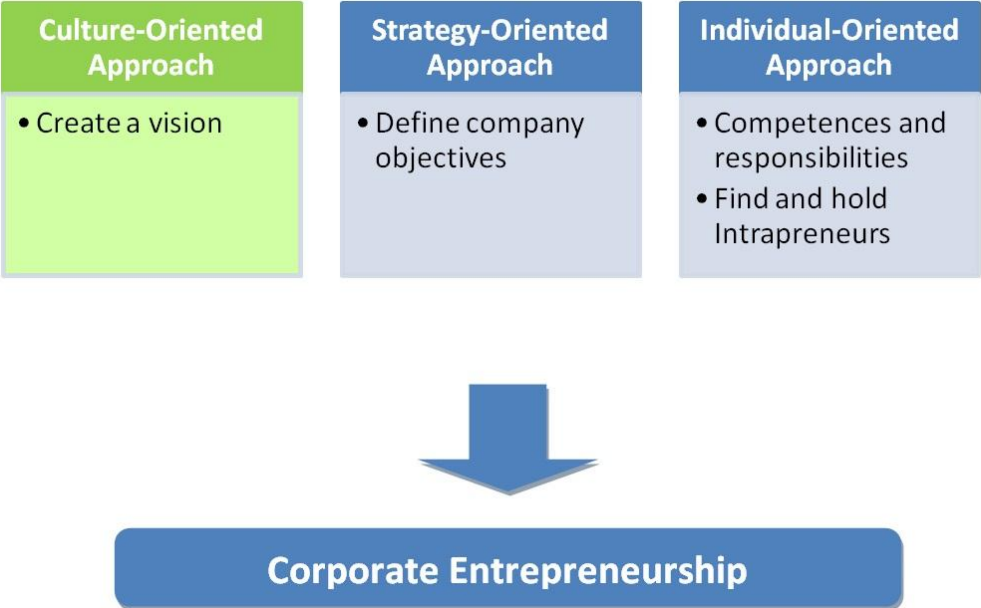 Culture-Oriented
Approach
• Create a vision
Strategy-Oriented
Approach
• Define company
objectives
Individual-Oriented
Approach
• Competences and
responsibilities
• Find and hold
Intrapreneurs
Corporate Entrepreneurship